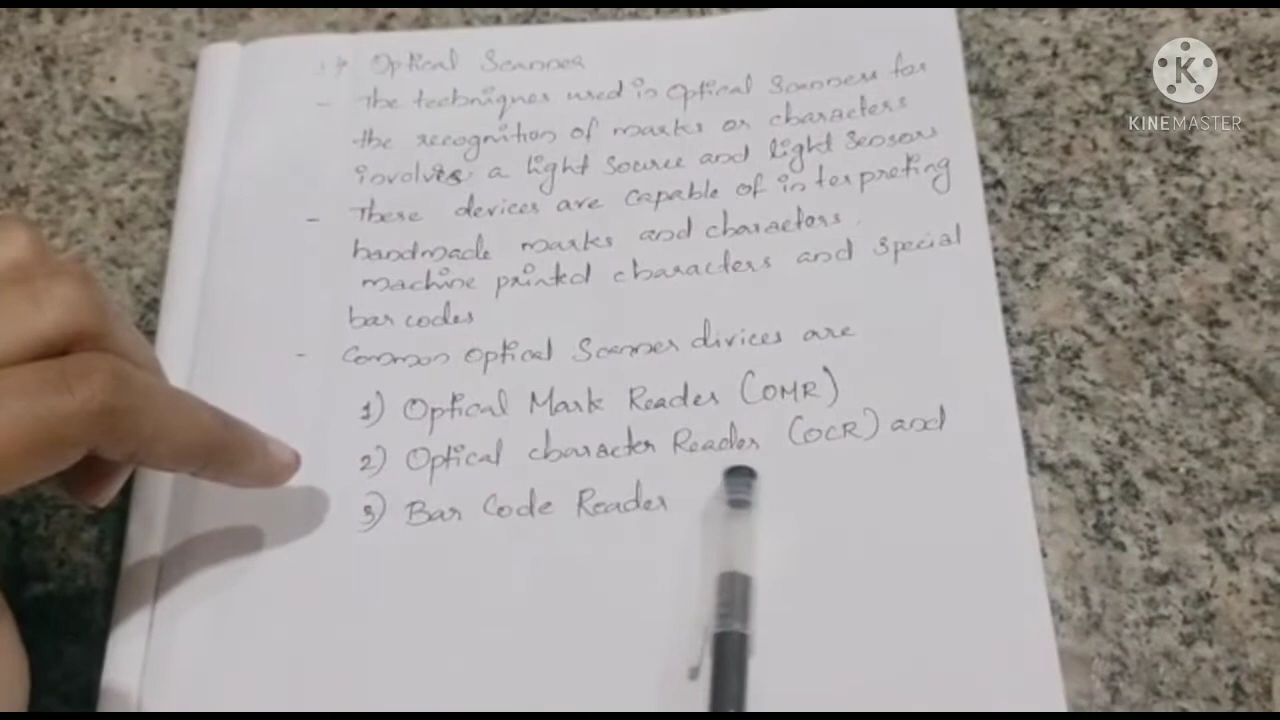 Optical Scanner
- The techniques used in optical Scanners for
the recognition of marks or characters
involves a light source and light sensors
- These devices are capable of interpreting
handmade marks and characters.
machine printed characters and special
bar codes
- Common optical Scanner divices are
1) Optical Mark Reader (OMR)
2) Optical character Reader (OCR) and
3) Bar Code Reader
K
KINEMASTER